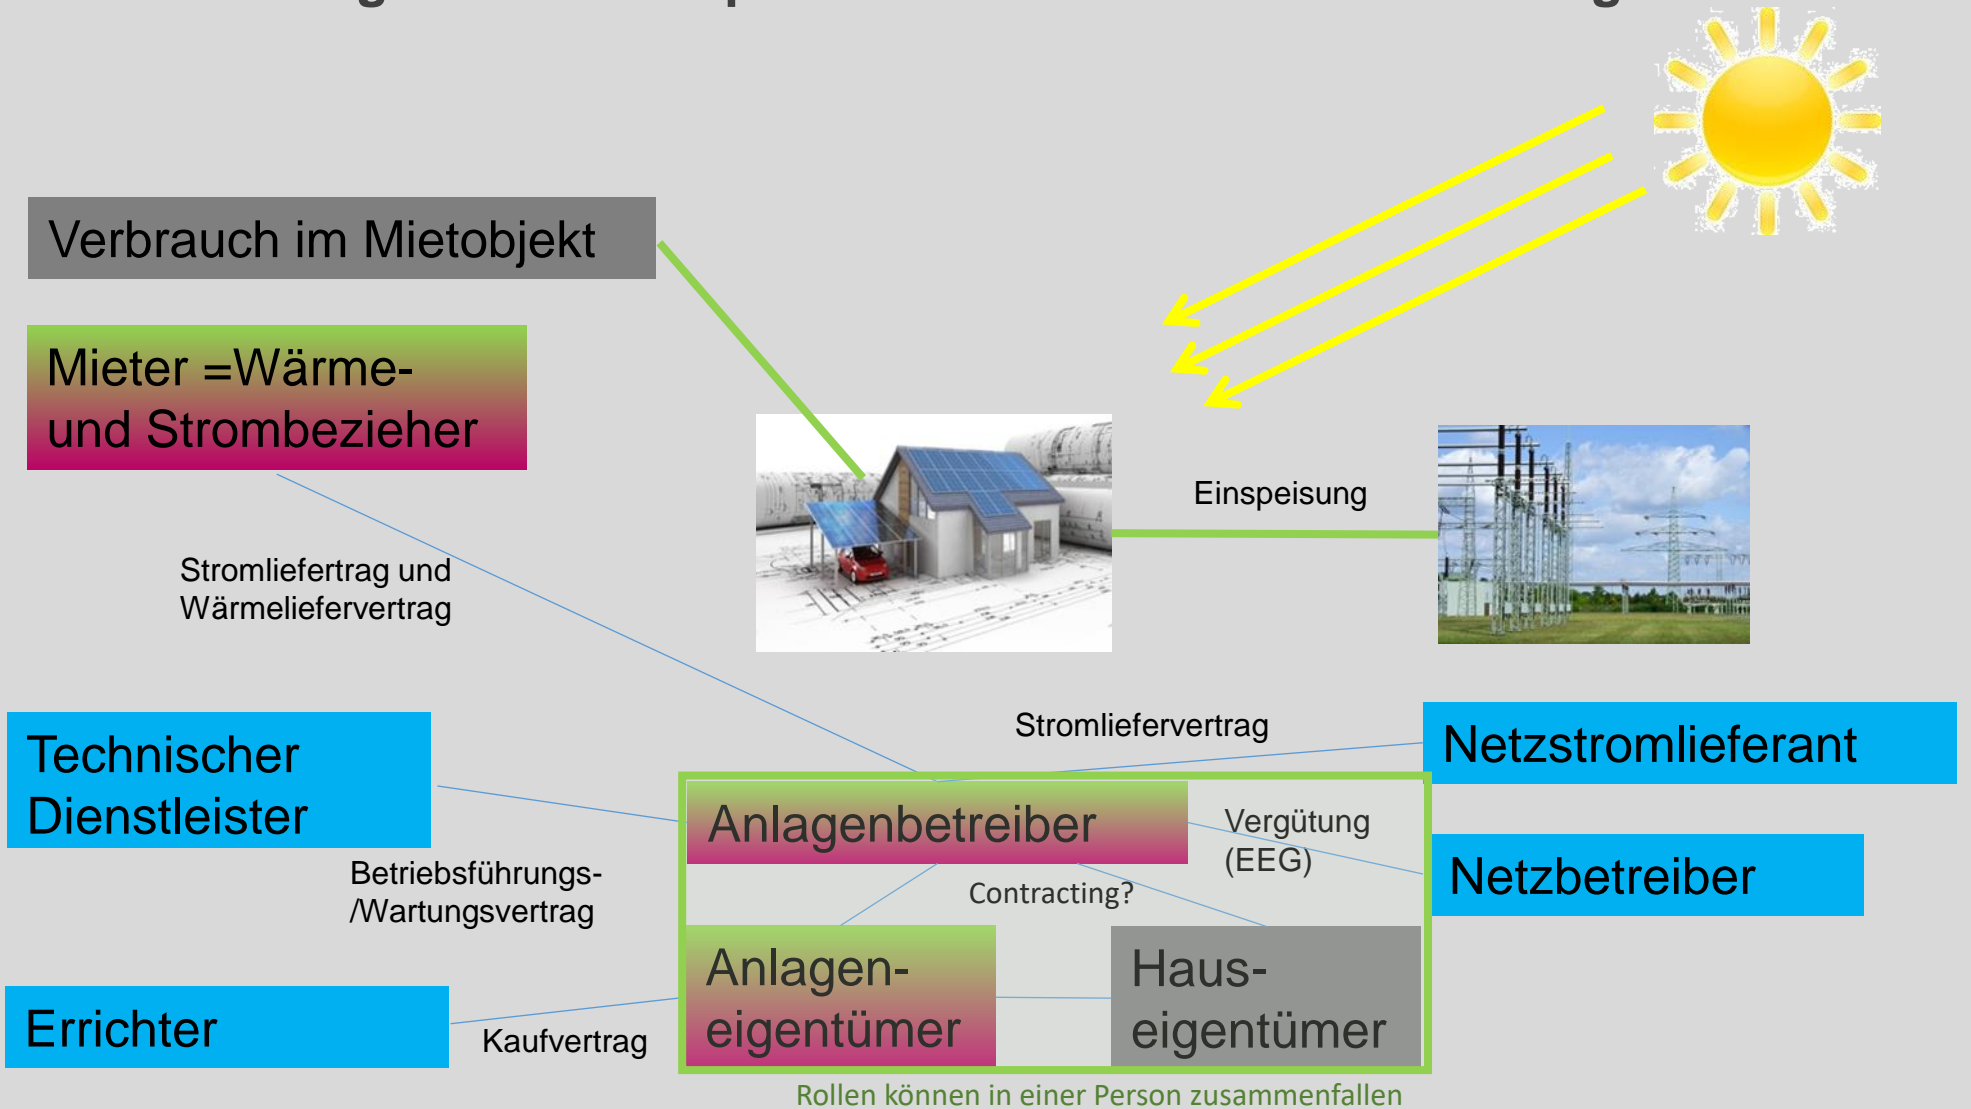 Verbrauch im Mietobjekt
Mieter =Wärme-
und Strombezieher
Einspeisung
Stromliefertrag und
Wärmeliefervertrag
Stromliefervertrag
Netzstromlieferant
Technischer
Dienstleister
Anlagenbetreiber
Vergütung
(EEG)
Netzbetreiber
Betriebsführungs-
/Wartungsvertrag
Contracting?
Anlagen-
eigentümer
Haus-
eigentümer
Errichter
Kaufvertrag
Rollen können in einer Person zusammenfallen